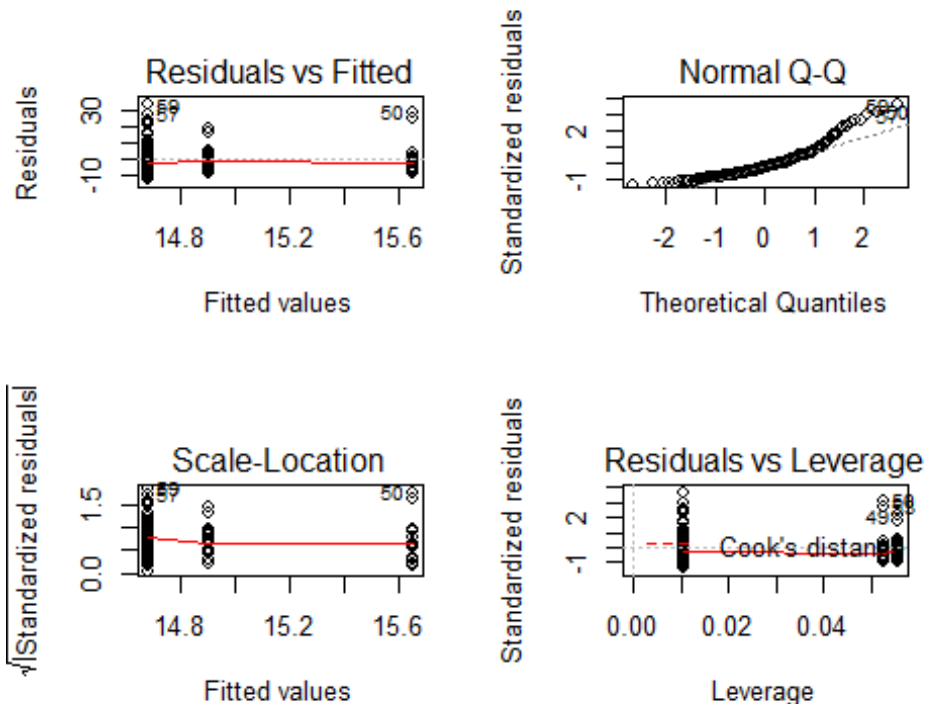 Residuals vs Fitted
Residuals
30
-10
59
57
50
14.8 15.2 15.6
Fitted values
Normal Q-Q
Standardized residuals
2
-1
-2 -1 0 1 2
Theoretical Quantiles
Scale-Location
√|Standardized residuals|
1.5
0.0
59
57
50
14.8 15.2 15.6
Fitted values
Residuals vs Leverage
Standardized residuals
2
-1
49
Cook's distan
0.00 0.02 0.04
Leverage